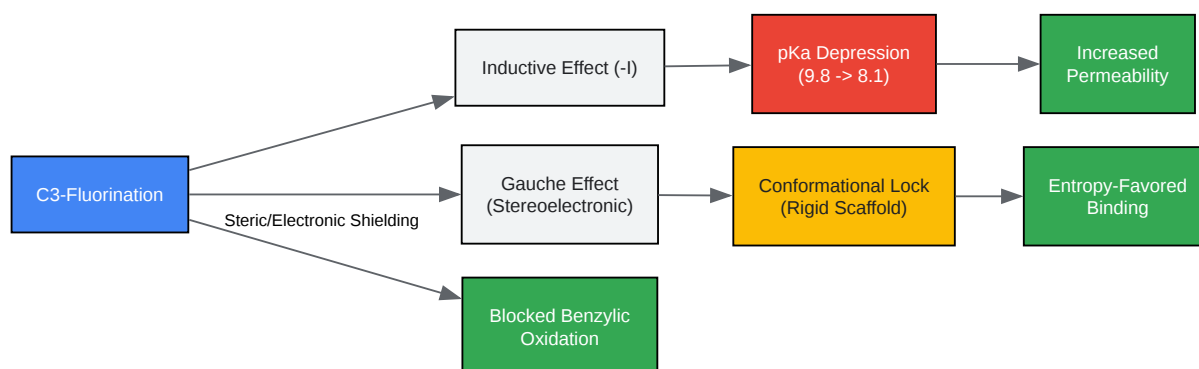 Inductive Effect (-I)
pKa Depression
(9.8 -> 8.1)
Increased
Permeability
C3-Fluorination
Gauche Effect
(Stereoelectronic)
Conformational Lock
(Rigid Scaffold)
Entropy-Favored
Binding
Steric/Electronic Shielding
Blocked Benzylic
Oxidation